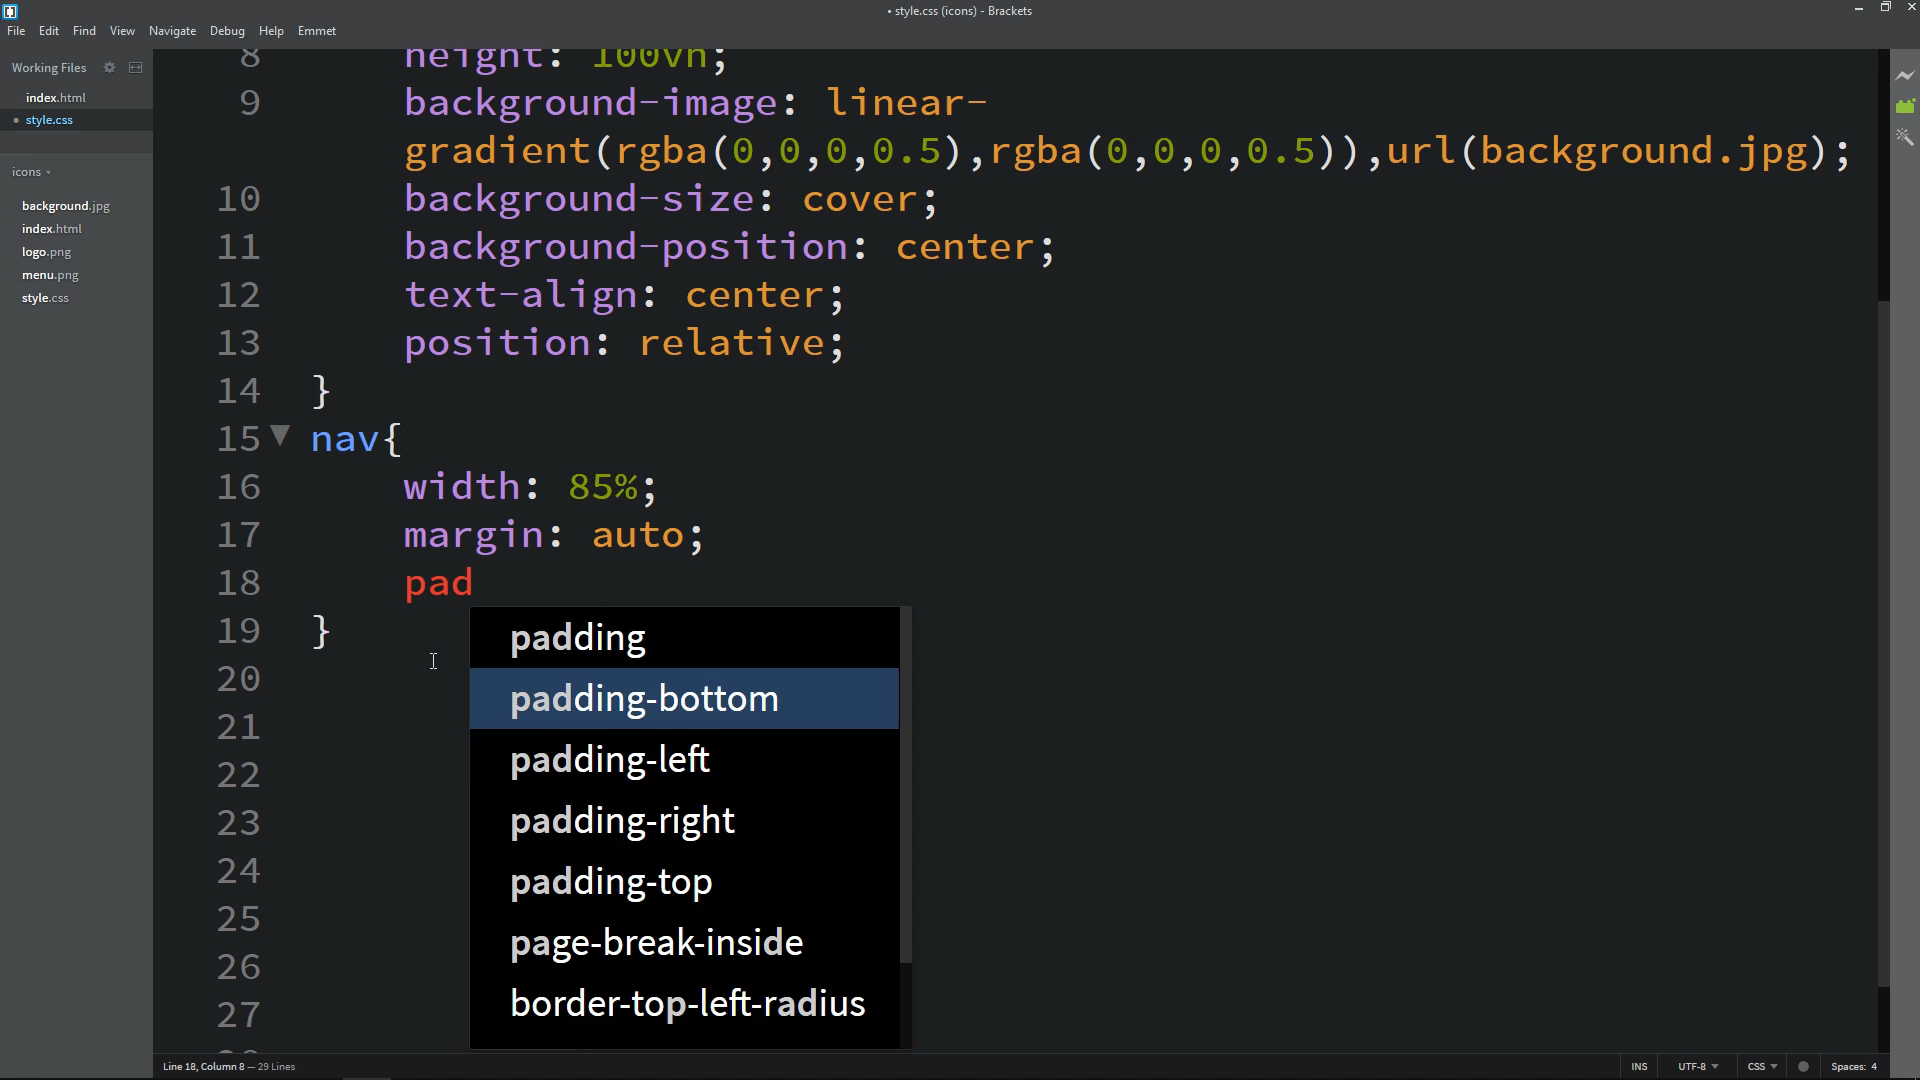 • style.css (icons) - Brackets
File Edit Find View Navigate Debug Help Emmet
Working Files
index.html
• style.css
icons
background.jpg
index.html
logo.png
menu.png
style.css
8 height: 100vh;
9 background-image: linear-
gradient(rgba(0,0,0,0.5),rgba(0,0,0,0.5)),url(background.jpg);
10 background-size: cover;
11 background-position: center;
12 text-align: center;
13 position: relative;
14 }
15 nav{
16 width: 85%;
17 margin: auto;
18 pad
19 }
20
21
22
23
24
25
26
27
padding
padding-bottom
padding-left
padding-right
padding-top
page-break-inside
border-top-left-radius
Line 18, Column 8 — 29 Lines
INS UTF-8 CSS Spaces: 4